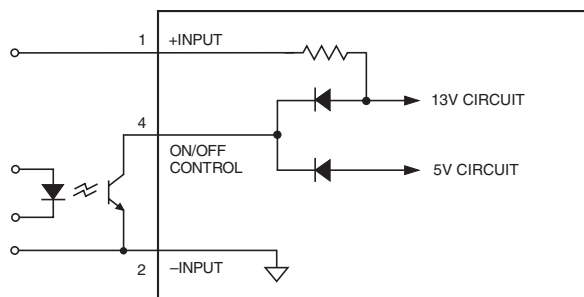 1 +INPUT
13V CIRCUIT
4
ON/OFF
CONTROL
5V CIRCUIT
2 –INPUT